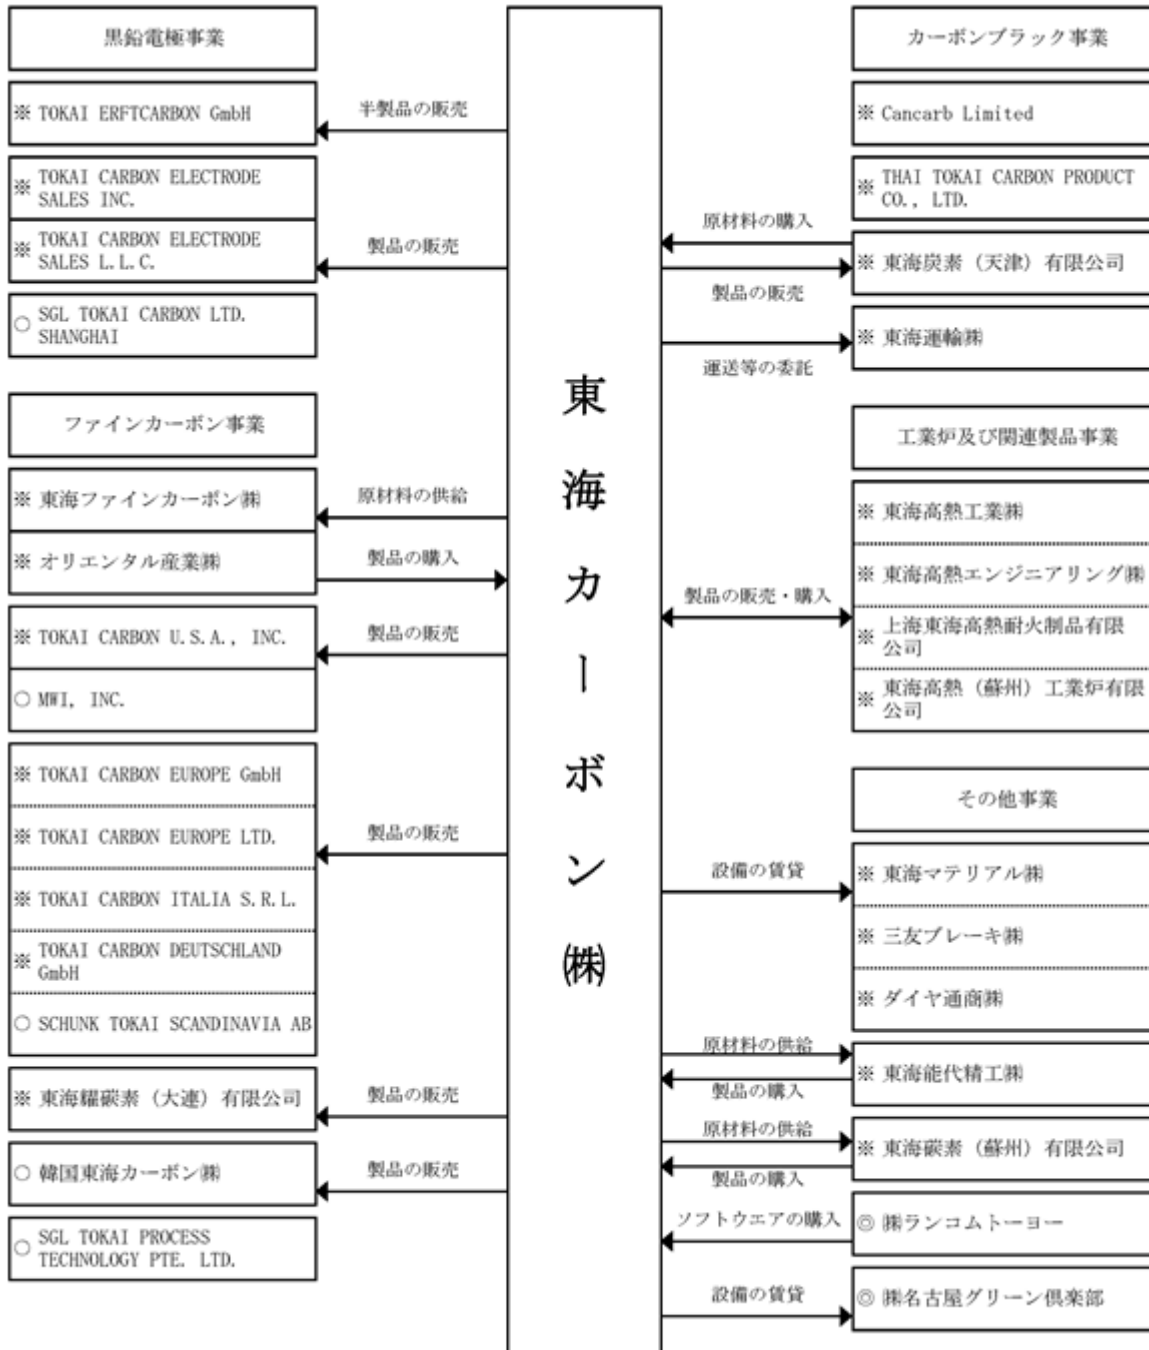 黒鉛電極事業
※ TOKAI ERFTCARBON GmbH
半製品の販売
※ TOKAI CARBON ELECTRODE
SALES INC.
※ TOKAI CARBON ELECTRODE
SALES L.L.C.
製品の販売
○ SGL TOKAI CARBON LTD.
SHANGHAI
ファインカーボン事業
※ 東海ファインカーボン㈱
原材料の供給
※ オリエンタル産業㈱
製品の購入
※ TOKAI CARBON U.S.A., INC.
製品の販売
○ MWI, INC.
※ TOKAI CARBON EUROPE GmbH
※ TOKAI CARBON EUROPE LTD.
製品の販売
※ TOKAI CARBON ITALIA S.R.L.
※ TOKAI CARBON DEUTSCHLAND
GmbH
○ SCHUNK TOKAI SCANDINAVIA AB
※ 東海耀碳素（大連）有限公司
製品の販売
○ 韓国東海カーボン㈱
製品の販売
○ SGL TOKAI PROCESS
TECHNOLOGY PTE. LTD.
東海カーボン㈱
カーボンブラック事業
※ Cancarb Limited
※ THAI TOKAI CARBON PRODUCT
CO., LTD.
原材料の購入
※ 東海炭素（天津）有限公司
製品の販売
※ 東海運輸㈱
運送等の委託
工業炉及び関連製品事業
※ 東海高熱工業㈱
※ 東海高熱エンジニアリング㈱
製品の販売・購入
※ 上海東海高熱耐火制品有限
公司
※ 東海高熱（蘇州）工業炉有限
公司
その他事業
設備の賃貸
※ 東海マテリアル㈱
※ 三友ブレーキ㈱
※ ダイヤ通商㈱
原材料の供給
※ 東海能代精工㈱
製品の購入
原材料の供給
※ 東海碳素（蘇州）有限公司
製品の購入
ソフトウエアの購入
◎ ㈱ランコムトーヨー
設備の賃貸
◎ ㈱名古屋グリーン倶楽部